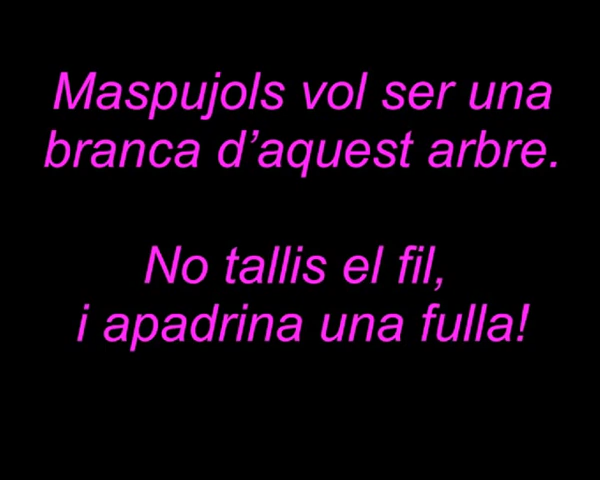 Maspujols vol ser una
branca d’aquest arbre.
No tallis el fil,
i apadrina una fulla!